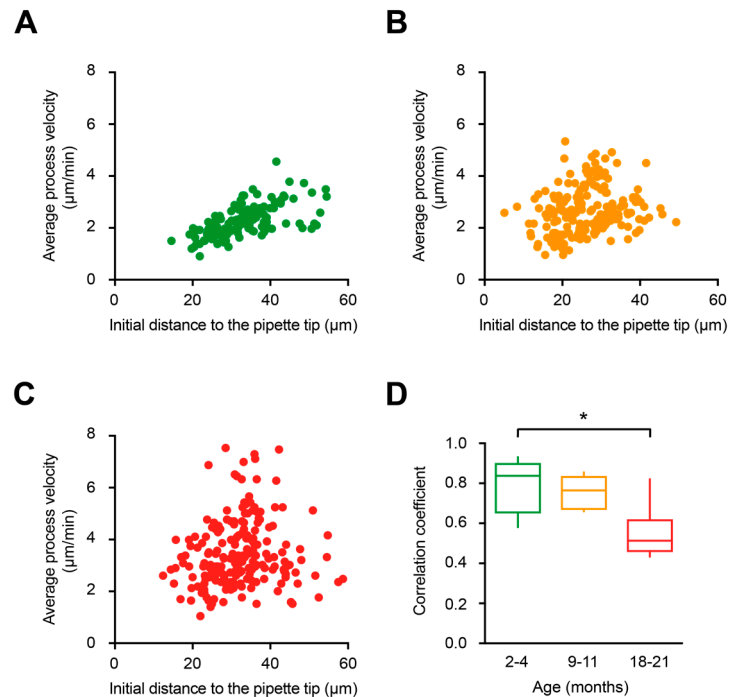 A
Average process velocity
(µm/min)
8
6
4
2
0
0
20
40
60
Initial distance to the pipette tip (µm)
B
Average process velocity
(µm/min)
8
6
4
2
0
0
20
40
60
Initial distance to the pipette tip (µm)
C
Average process velocity
(µm/min)
8
6
4
2
0
0
20
40
60
Initial distance to the pipette tip (µm)
D
*
Correlation coefficient
1.0
0.8
0.6
0.4
0.8
0.0
2-4
9-11
18-21
Age (months)